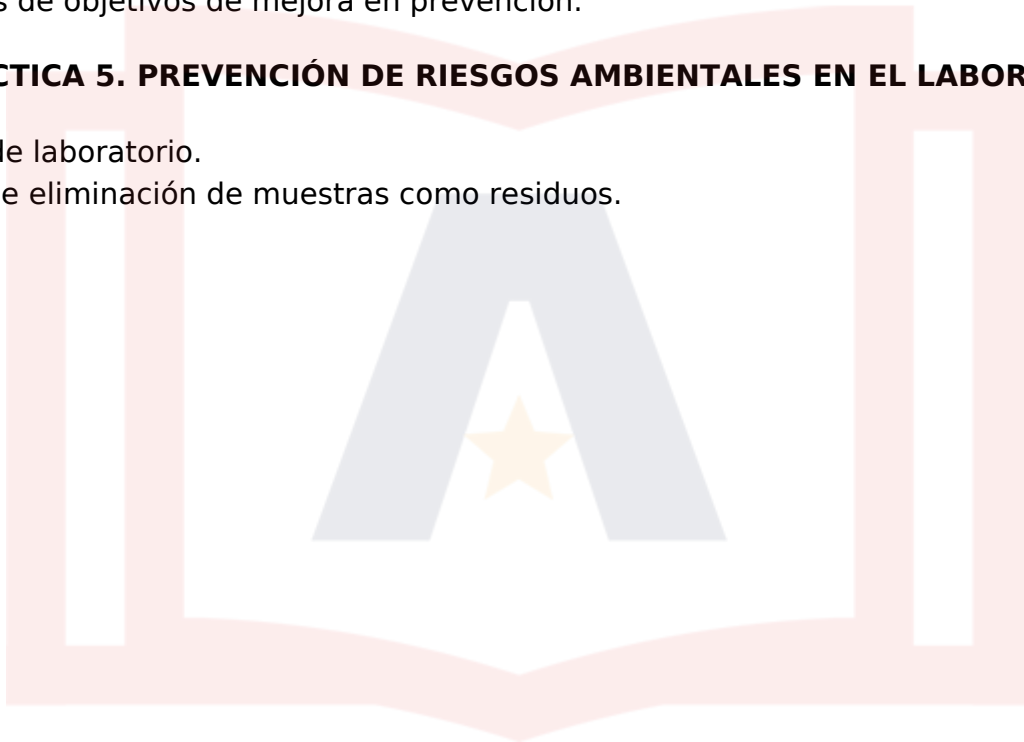 s de objetivos de mejora en prevención.
CTICA 5. PREVENCIÓN DE RIESGOS AMBIENTALES EN EL LABOR
de laboratorio.
e eliminación de muestras como residuos.